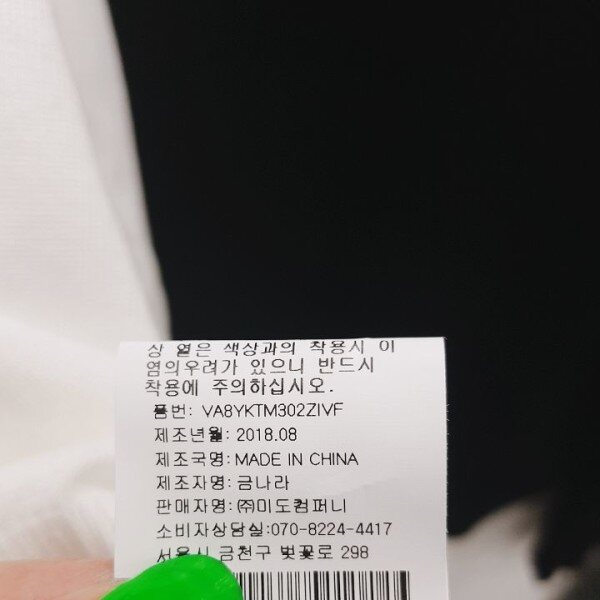 상 옅은 색상과의 착용시 이
염의우려가 있으니 반드시
착용에 주의하십시오.
품번: VA8YKTM302ZIVF
제조년월: 2018.08
제조국명: MADE IN CHINA
제조자명: 금나라
판매자명: ㈜미도컴퍼니
소비자상담실:070-8224-4417
서울시 금천구 벚꽃로 298